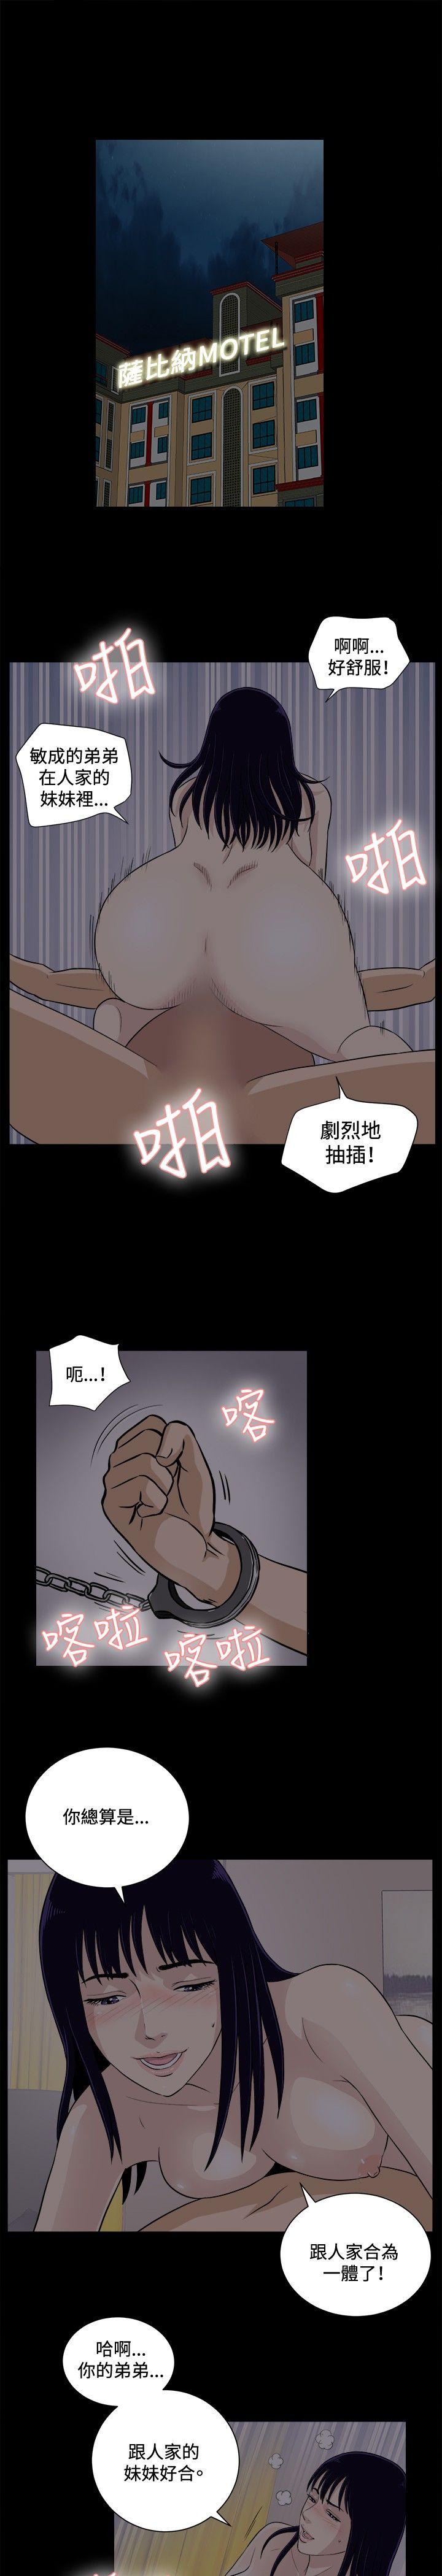 薩比納MOTEL
啪
啊啊…
好舒服！
敏成的弟弟
在人家的
妹妹裡…
啪
啪
劇烈地
抽插！
呃…！
喀
喀啦
喀啦
你總算是…
跟人家合為
一體了！
哈啊…
你的弟弟…
跟人家的
妹妹好合。